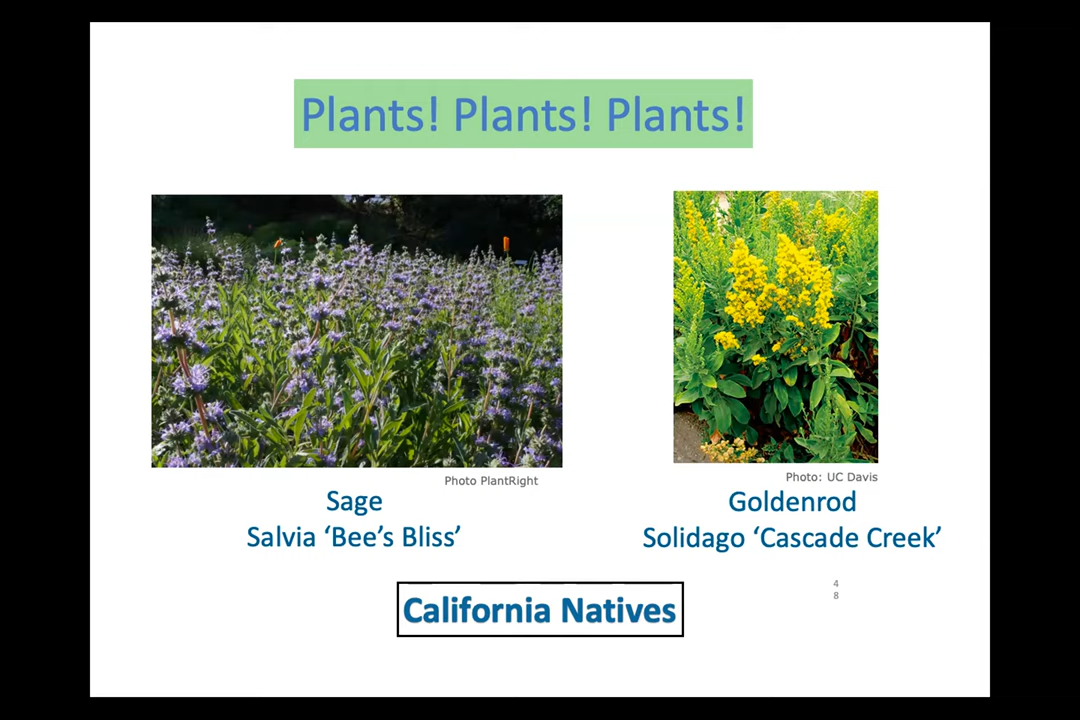 Plants! Plants! Plants!
Photo PlantRight
Sage
Salvia ‘Bee’s Bliss’
Photo: UC Davis
Goldenrod
Solidago ‘Cascade Creek’
4
8
California Natives